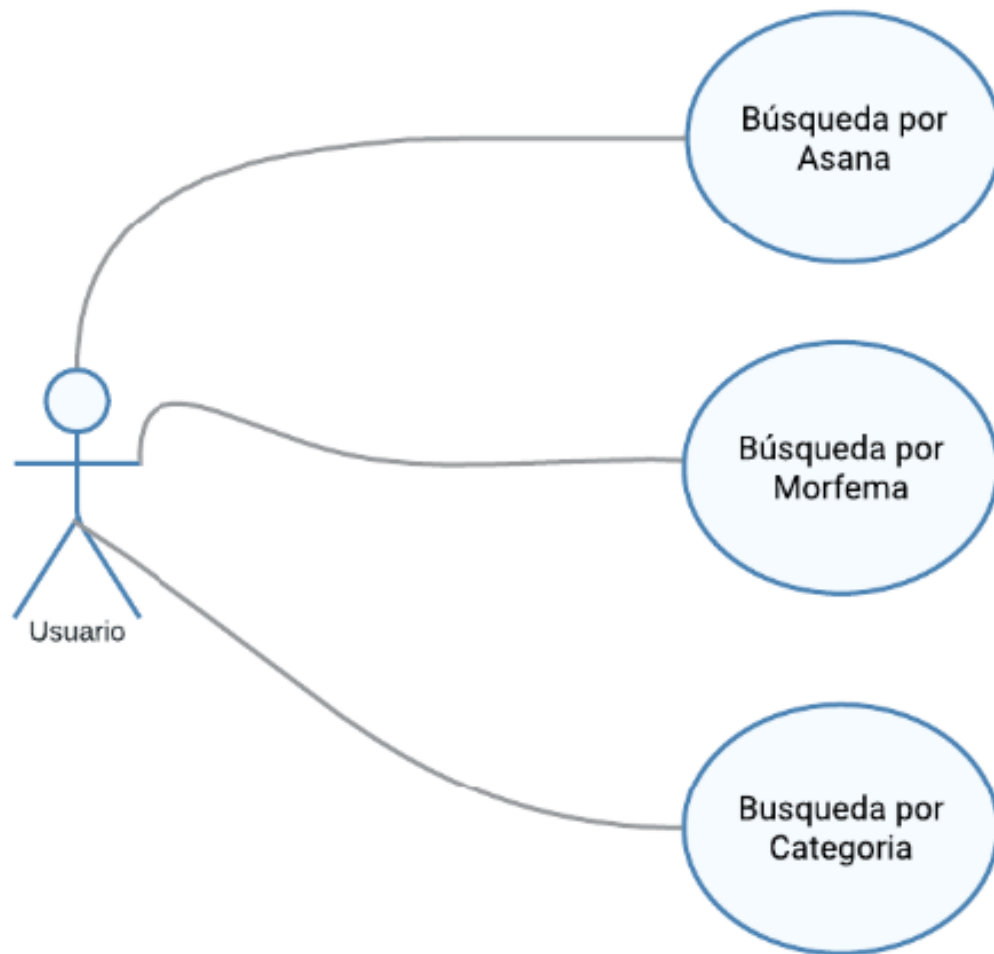 Búsqueda por
Asana
Búsqueda por
Morfema
Usuario
Busqueda por
Categoria